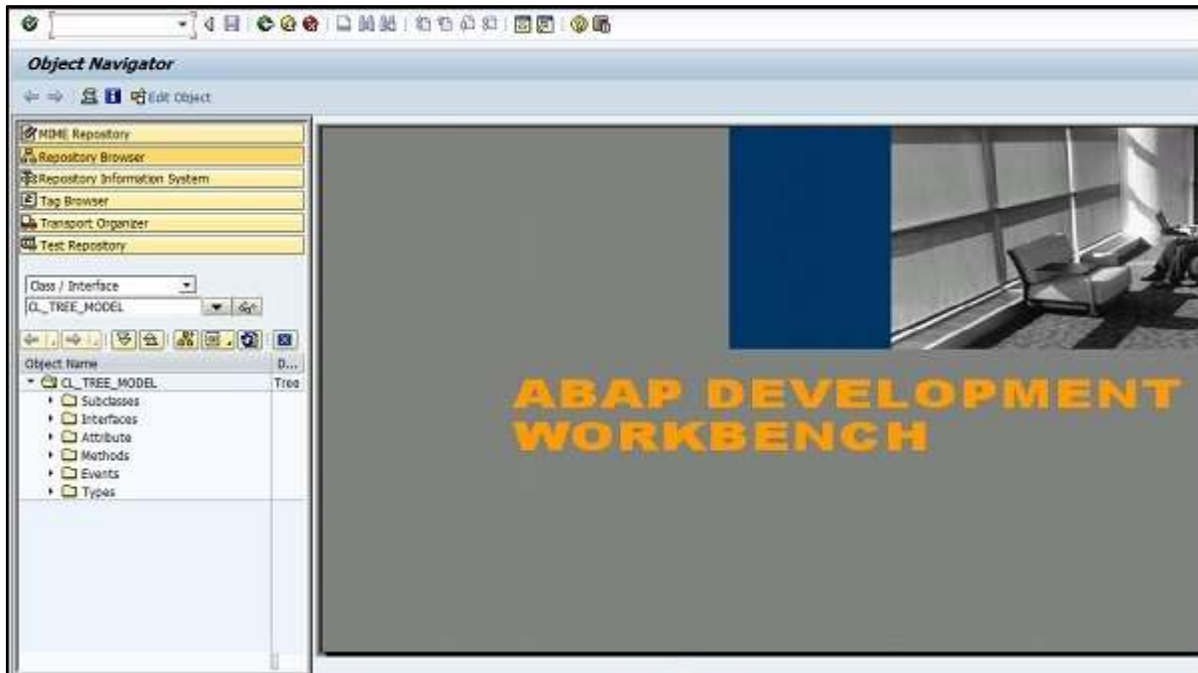 Object Navigator
Edit Object
MIME Repository
Repository Browser
Repository Information System
Tag Browser
Transport Organizer
Test Repository
Class / Interface
CL_TREE_MODEL
Object Name D...
CL_TREE_MODEL Tree
Subclasses
Interfaces
Attribute
Methods
Events
Types
ABAP DEVELOPMENT
WORKBENCH